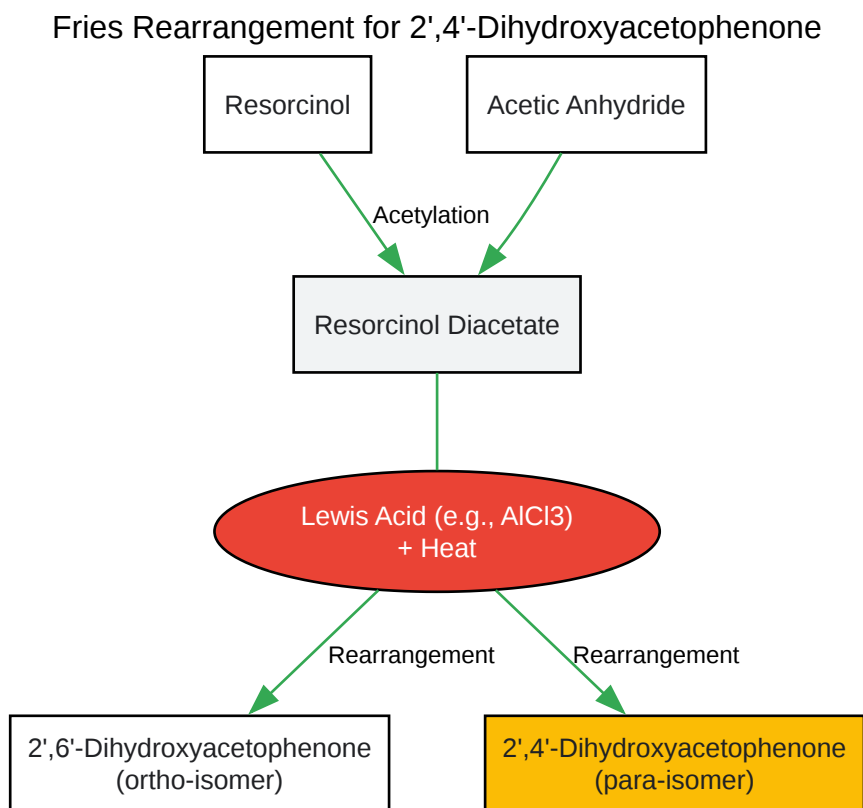 Fries Rearrangement for 2',4'-Dihydroxyacetophenone
Resorcinol
Acetic Anhydride
Acetylation
Resorcinol Diacetate
Lewis Acid (e.g., AlCl3)
+ Heat
Rearrangement
Rearrangement
2',6'-Dihydroxyacetophenone
(ortho-isomer)
2',4'-Dihydroxyacetophenone
(para-isomer)